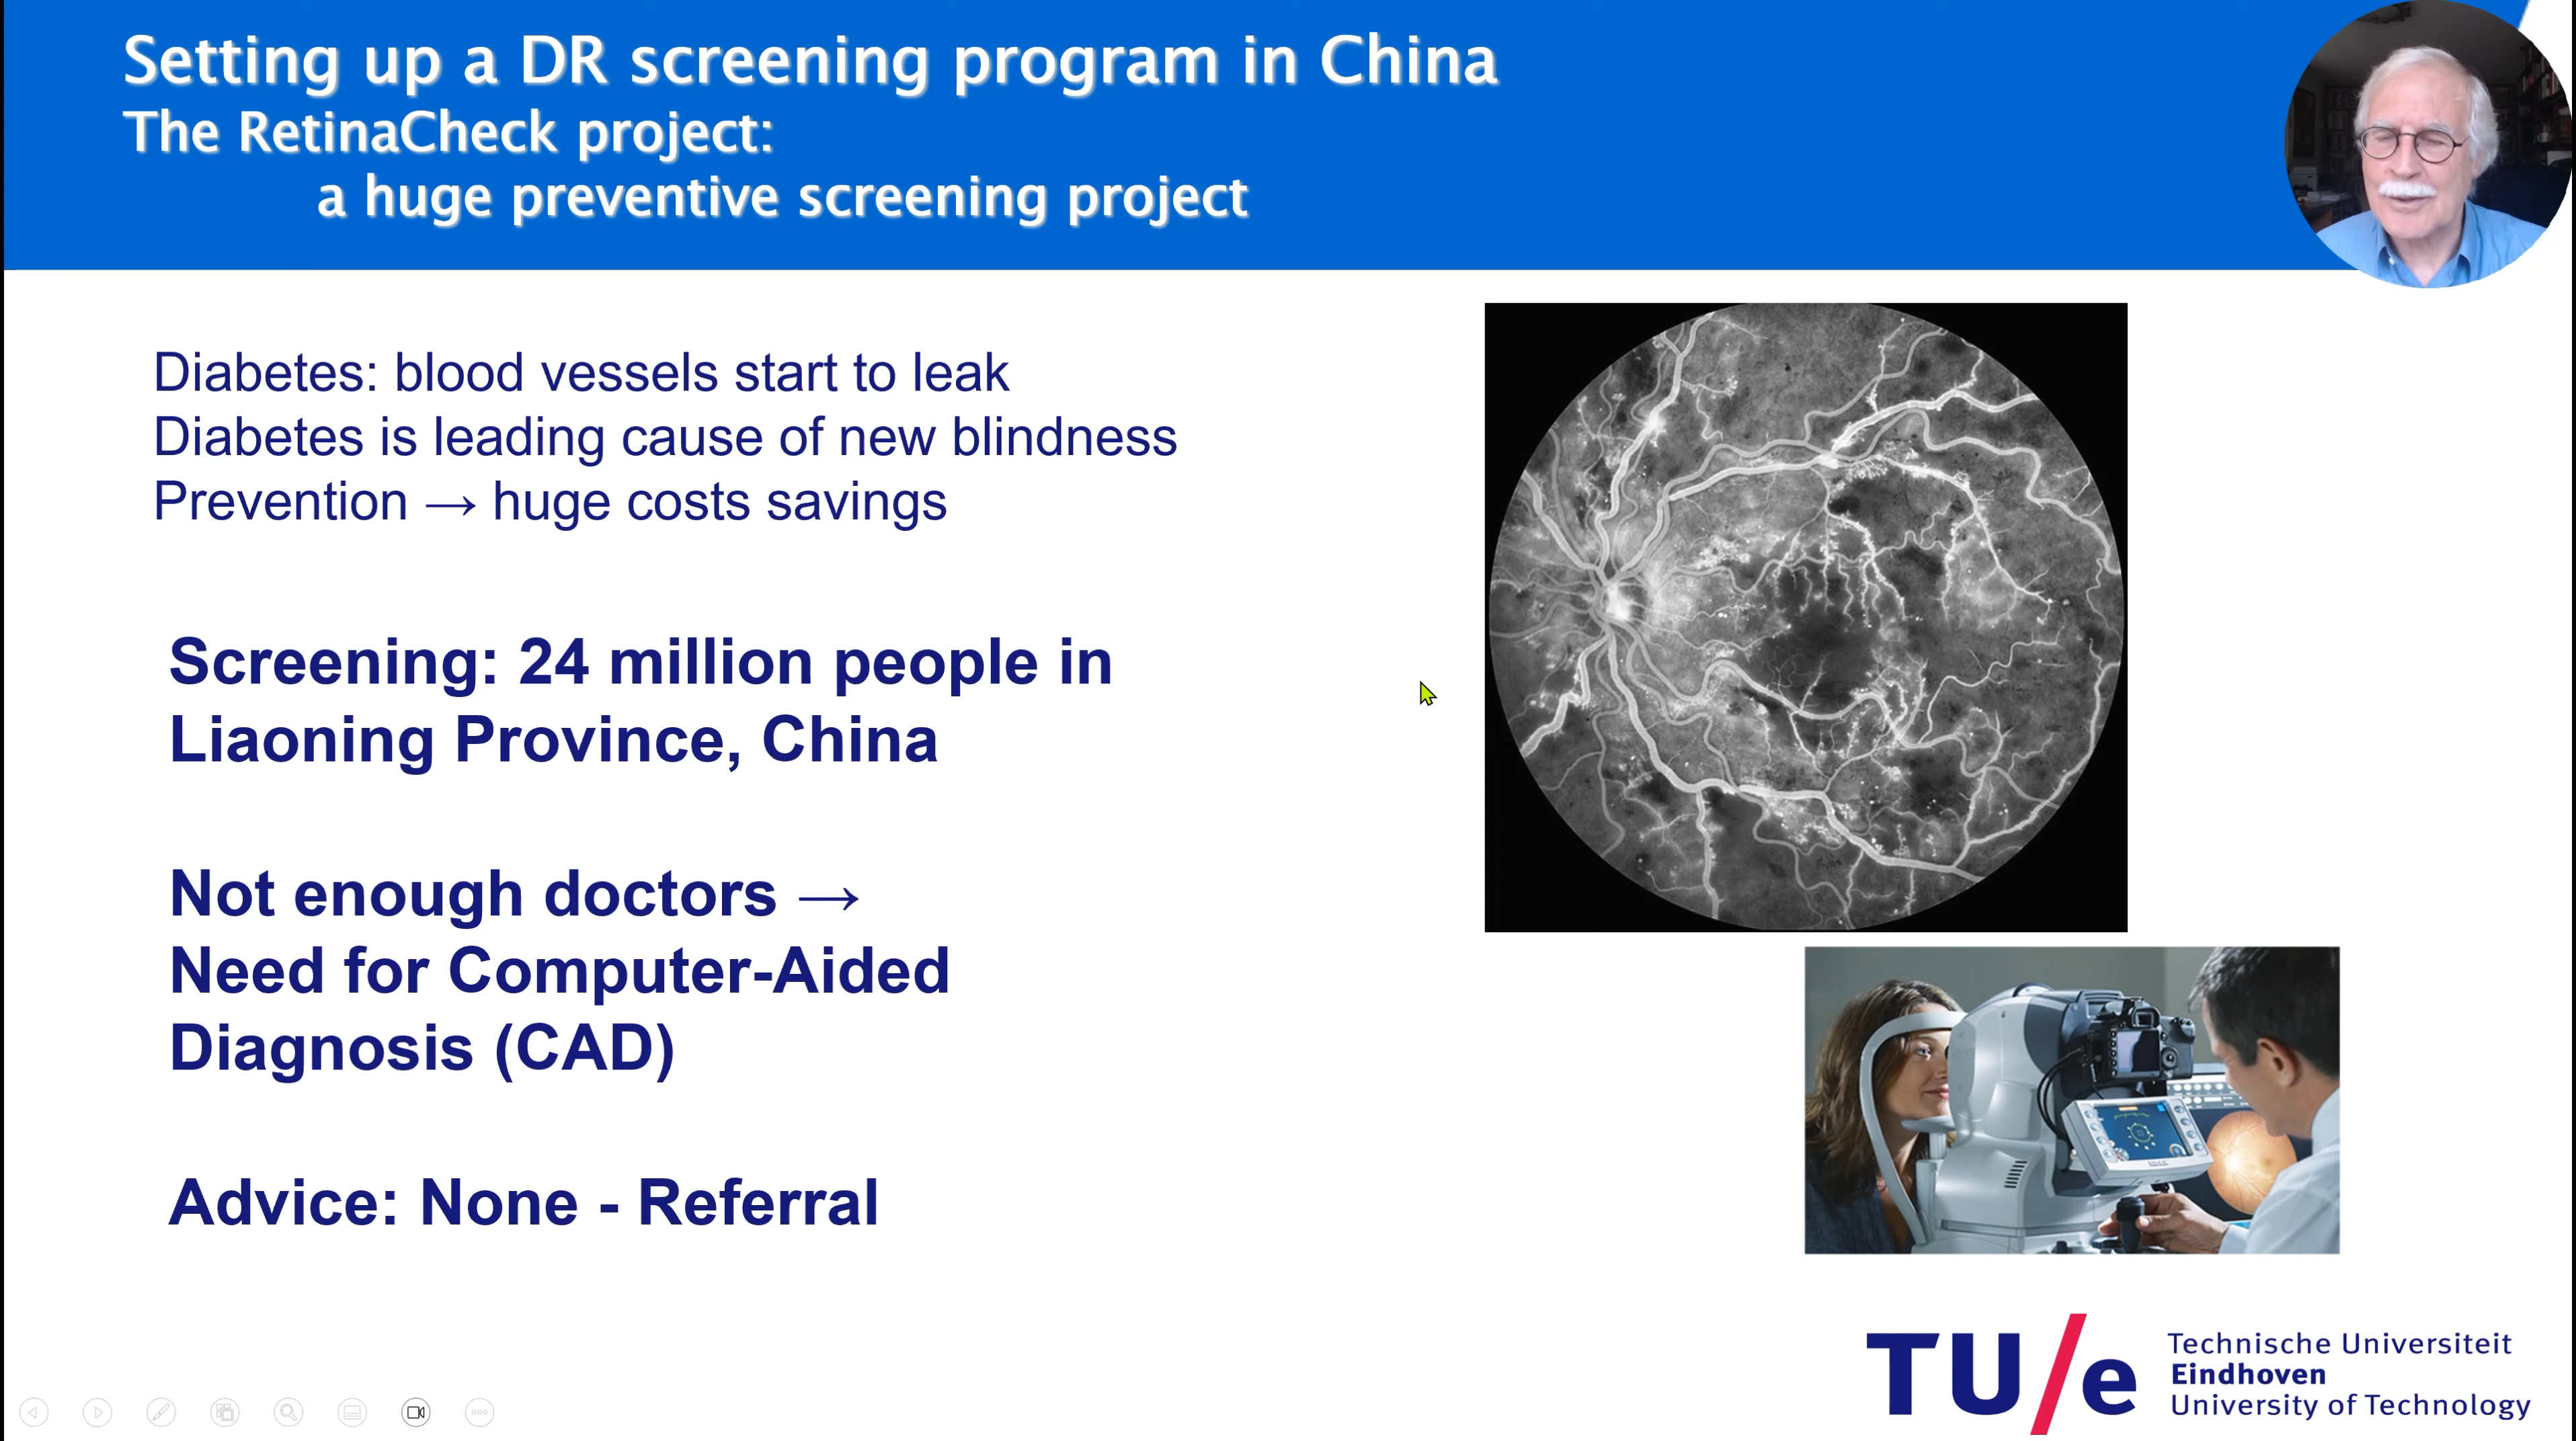 Setting up a DR screening program in China
The RetinaCheck project:
a huge preventive screening project
Diabetes: blood vessels start to leak
Diabetes is leading cause of new blindness
Prevention → huge costs savings
Screening: 24 million people in
Liaoning Province, China
Not enough doctors →
Need for Computer-Aided
Diagnosis (CAD)
Advice: None - Referral
TU/e
Technische Universiteit
Eindhoven
University of Technology